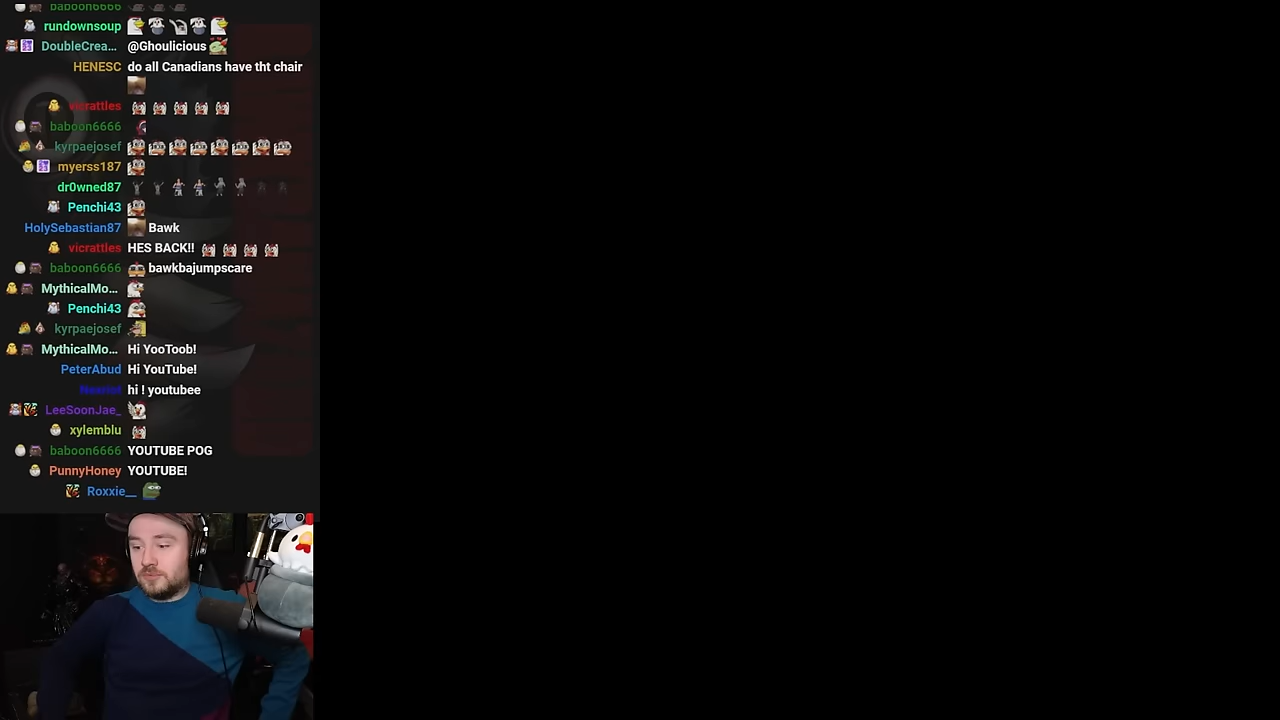 baboon6666
rundownsoup
DoubleCrea... @Ghoulicious
HENESC do all Canadians have tht chair
vicrattles
baboon6666
kyrpaejosef
myerss187
dr0wned87
Penchi43
HolySebastian87 Bawk
vicrattles HES BACK!!
baboon6666 bawkbajumpscare
MythicalMo...
Penchi43
kyrpaejosef
MythicalMo... Hi YooToob!
PeterAbud Hi YouTube!
hi ! youtubee
LeeSoonJae_
xylemblu
baboon6666 YOUTUBE POG
PunnyHoney YOUTUBE!
Roxxie__